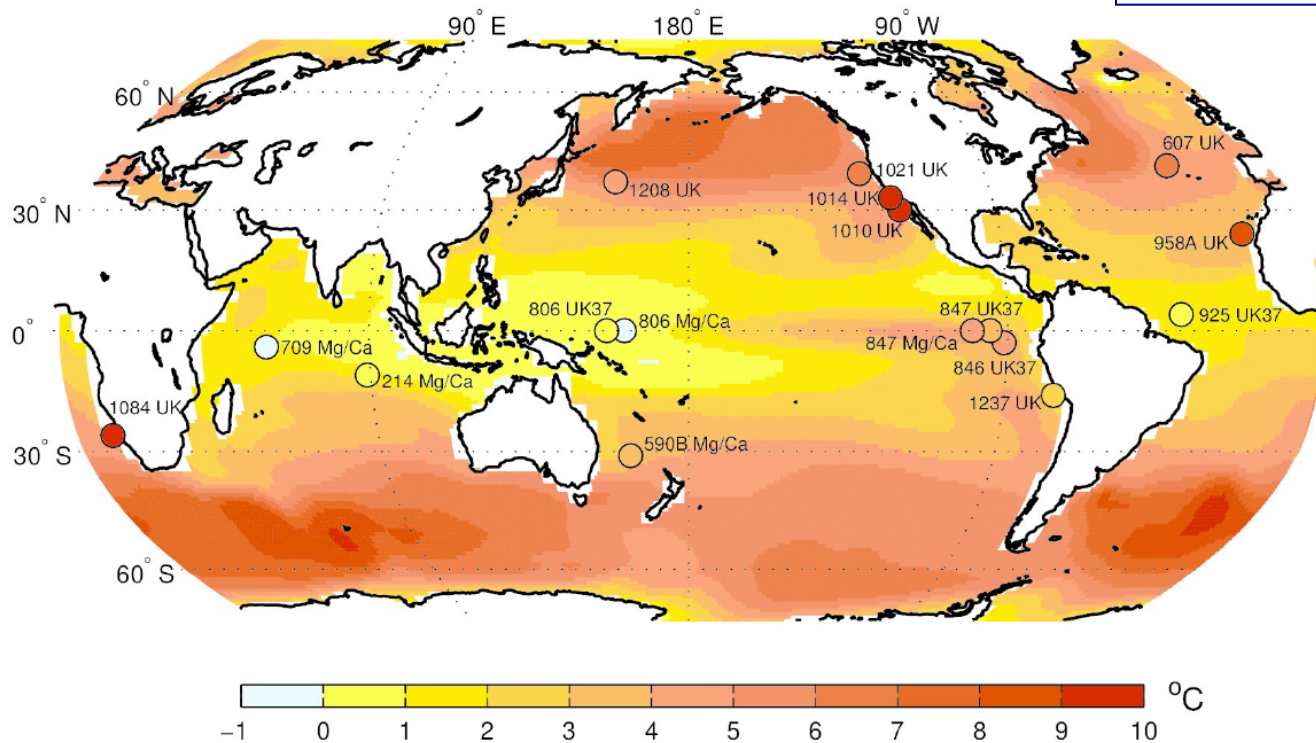 90° E 180° E 90° W
60° N
607 UK
1021 UK
1208 UK
1014 UK
30° N
1010 UK
958A UK
806 UK37
847 UK37
925 UK37
806 Mg/Ca
0°
847 Mg/Ca
709 Mg/Ca
846 UK37
214 Mg/Ca
1237 UK
1084 UK
590B Mg/Ca
30° S
60° S
°C
−1 0 1 2 3 4 5 6 7 8 9 10